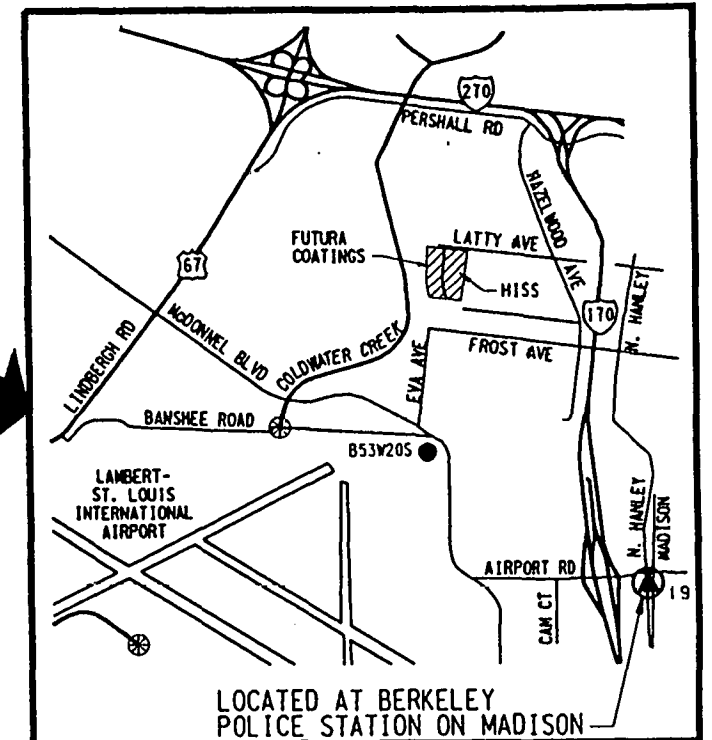 270
PERSHALL RD
HAZELWOOD AVE
FUTURA
COATINGS
LATTY AVE
HISS
67
170
N. HANLEY
LINDBERGH RD
McDONNEL BLVD
COLDWATER CREEK
EVA AVE
FROST AVE
BANSHEE ROAD
B53W20S
LAMBERT-
ST. LOUIS
INTERNATIONAL
AIRPORT
N. HANLEY
MADISON
AIRPORT RD
CAM CT
19
LOCATED AT BERKELEY
POLICE STATION ON MADISON